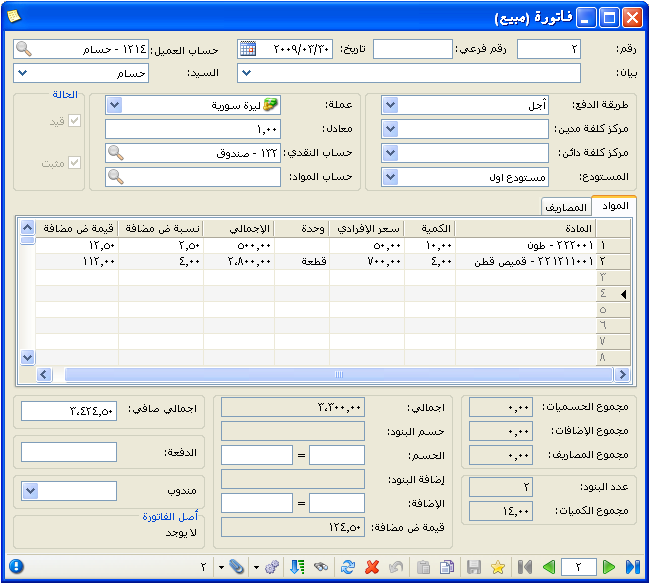 فاتورة (مبيع)
رقم: ٢ رقم فرعي: تاريخ: ٢٠٠٩/٠٣/٣٠ حساب العميل: ١٢١٤ - حسام
بيان: السيد: حسام
طريقة الدفع: أجل
مركز كلفة مدين:
مركز كلفة دائن:
المستودع: مستودع اول
عملة: ليرة سورية
معادل: ١,٠٠
حساب النقدي: ١٣٢ - صندوق
حساب المواد:
الحالة
قيد
مثبت
المواد المصاريف
المادة الكمية سعر الإفرادي وحدة الإجمالي نسبة ض مضافة قيمة ض مضافة
١ ٢٢٢٠٠١ - طون ١٠,٠٠ ٥٠,٠٠ ٥٠٠,٠٠ ٢,٥٠ ١٢,٥٠
٢ ٢٢١٢١١٠٠١ - قميص قطن ٤,٠٠ ٧٠٠,٠٠ قطعة ٢,٨٠٠,٠٠ ٤,٠٠ ١١٢,٠٠
٣
٤
٥
٦
٧
٨
مجموع الحسميات: ٠,٠٠
مجموع الإضافات: ٠,٠٠
مجموع المصاريف: ٠,٠٠
عدد البنود: ٢
مجموع الكميات: ١٤,٠٠
اجمالي: ٣,٣٠٠,٠٠
حسم البنود:
الحسم: =
إضافة البنود:
الإضافة: =
قيمة ض مضافة: ١٢٤,٥٠
اجمالي صافي: ٣,٤٢٤,٥٠
الدفعة:
مندوب
أصل الفاتورة
لا يوجد
٢ ٢